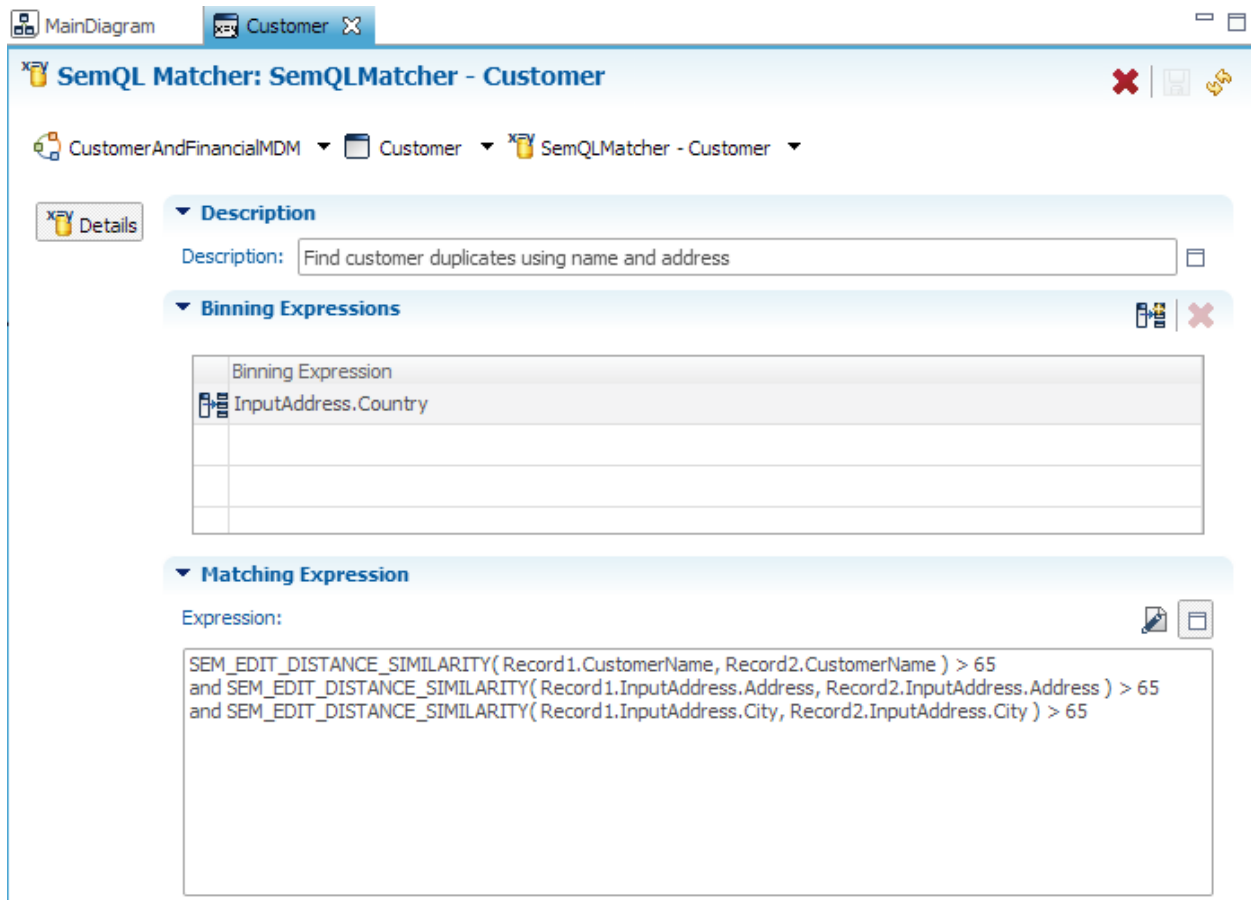 MainDiagram Customer
SemQL Matcher: SemQLMatcher - Customer
CustomerAndFinancialMDM Customer SemQLMatcher - Customer
Details
Description
Description: Find customer duplicates using name and address
Binning Expressions
Binning Expression
InputAddress.Country
Matching Expression
Expression:
SEM_EDIT_DISTANCE_SIMILARITY( Record1.CustomerName, Record2.CustomerName ) > 65
and SEM_EDIT_DISTANCE_SIMILARITY( Record1.InputAddress.Address, Record2.InputAddress.Address ) > 65
and SEM_EDIT_DISTANCE_SIMILARITY( Record1.InputAddress.City, Record2.InputAddress.City ) > 65